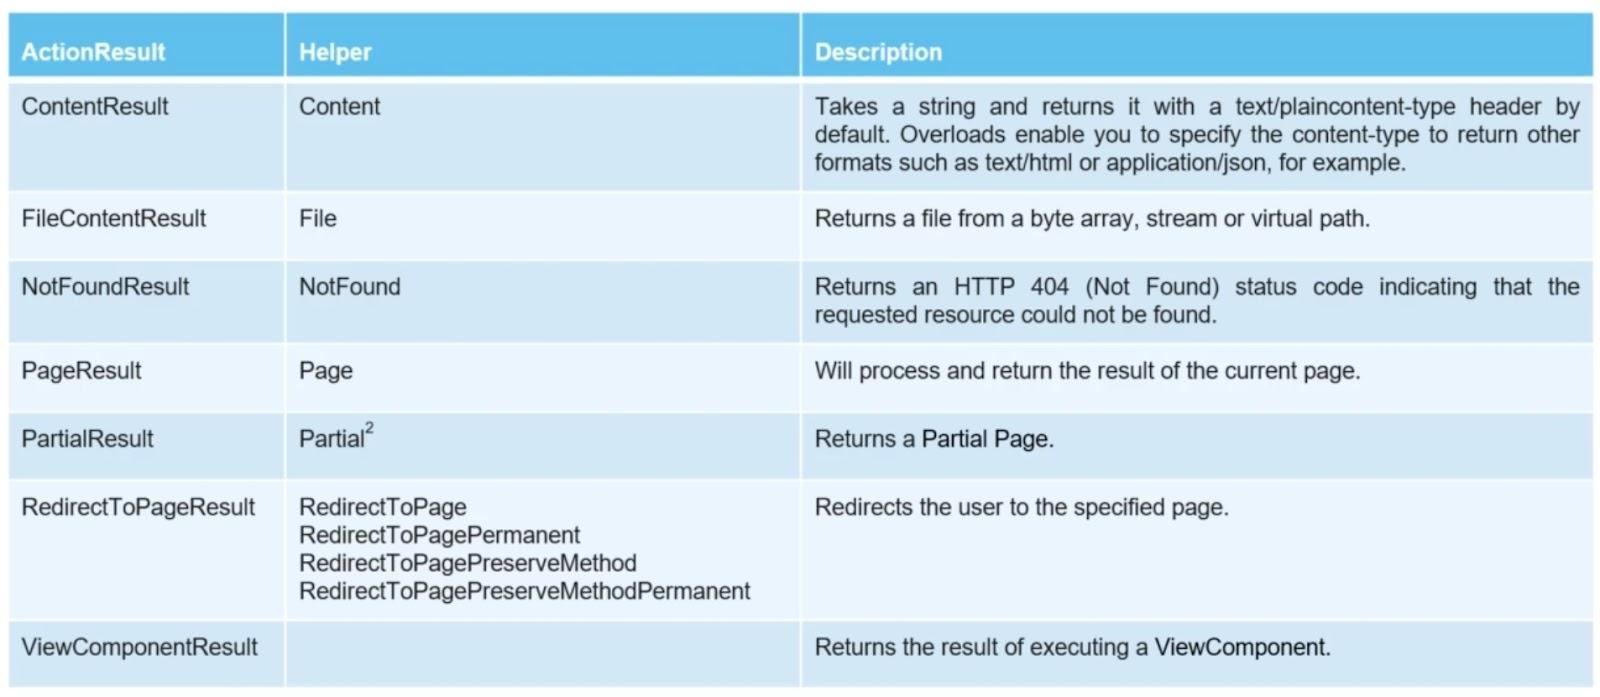 ActionResult Helper Description
ContentResult Content Takes a string and returns it with a text/plaincontent-type header by
default. Overloads enable you to specify the content-type to return other
formats such as text/html or application/json, for example.
FileContentResult File Returns a file from a byte array, stream or virtual path.
NotFoundResult NotFound Returns an HTTP 404 (Not Found) status code indicating that the
requested resource could not be found.
PageResult Page Will process and return the result of the current page.
PartialResult Partial² Returns a Partial Page.
RedirectToPageResult RedirectToPage Redirects the user to the specified page.
RedirectToPagePermanent
RedirectToPagePreserveMethod
RedirectToPagePreserveMethodPermanent
ViewComponentResult Returns the result of executing a ViewComponent.